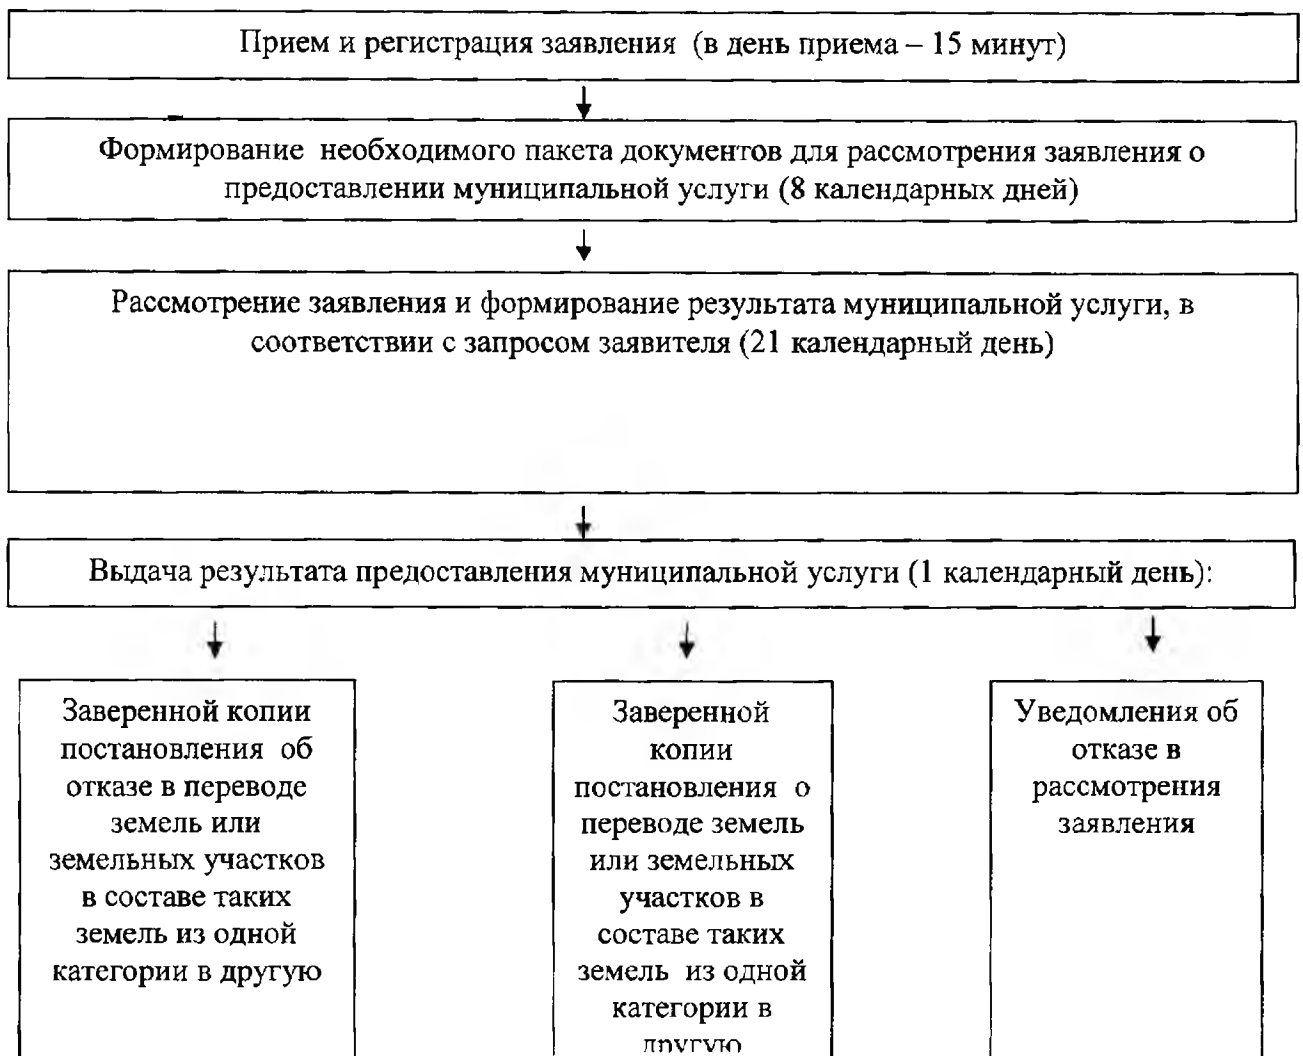 Прием и регистрация заявления (в день приема – 15 минут)
Формирование необходимого пакета документов для рассмотрения заявления о
предоставлении муниципальной услуги (8 календарных дней)
Рассмотрение заявления и формирование результата муниципальной услуги, в
соответствии с запросом заявителя (21 календарный день)
Выдача результата предоставления муниципальной услуги (1 календарный день):
Заверенной копии
постановления об
отказе в переводе
земель или
земельных участков
в составе таких
земель из одной
категории в другую
Заверенной
копии
постановления о
переводе земель
или земельных
участков в
составе таких
земель из одной
категории в
другую
Уведомления об
отказе в
рассмотрения
заявления